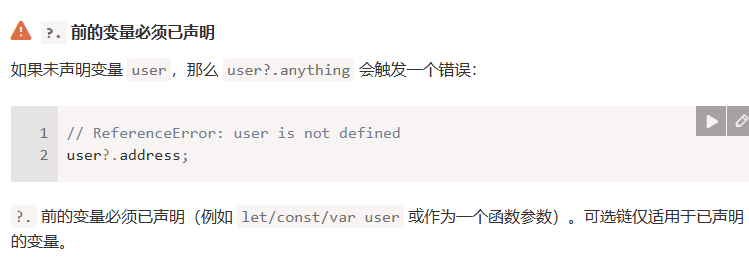 ?. 前的变量必须已声明
如果未声明变量 user，那么 user?.anything 会触发一个错误：
1 // ReferenceError: user is not defined
2 user?.address;
?. 前的变量必须已声明（例如 let/const/var user 或作为一个函数参数）。可选链仅适用于已声明
的变量。